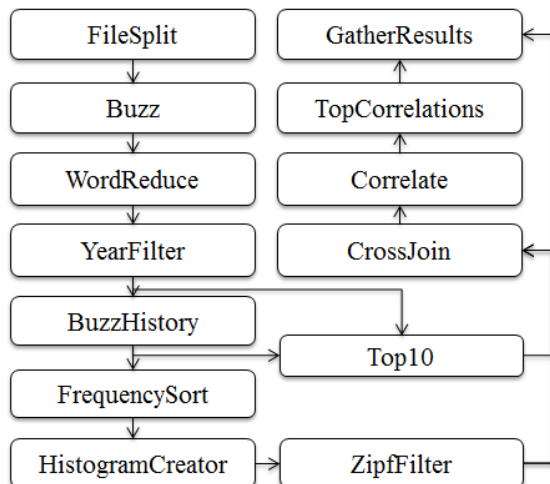 FileSplit
Buzz
WordReduce
YearFilter
BuzzHistory
FrequencySort
HistogramCreator
GatherResults
TopCorrelations
Correlate
CrossJoin
Top10
ZipfFilter